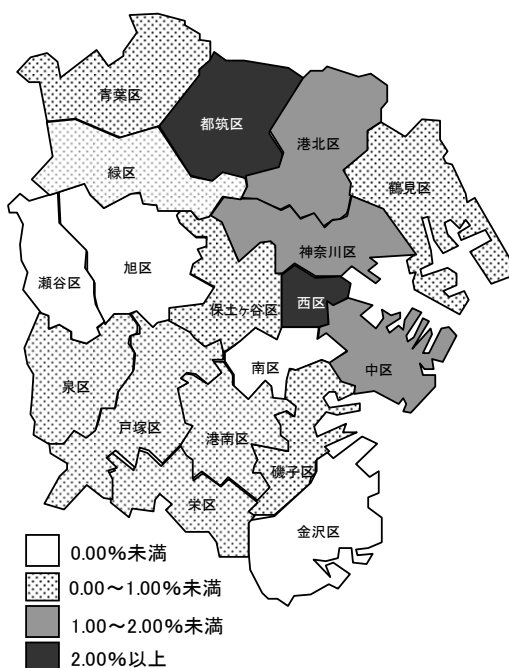 青葉区
都筑区
港北区
緑区
鶴見区
神奈川区
瀬谷区
旭区
保土ヶ谷区
西区
南区
中区
泉区
戸塚区
港南区
磯子区
栄区
金沢区
0.00%未満
0.00～1.00%未満
1.00～2.00%未満
2.00%以上